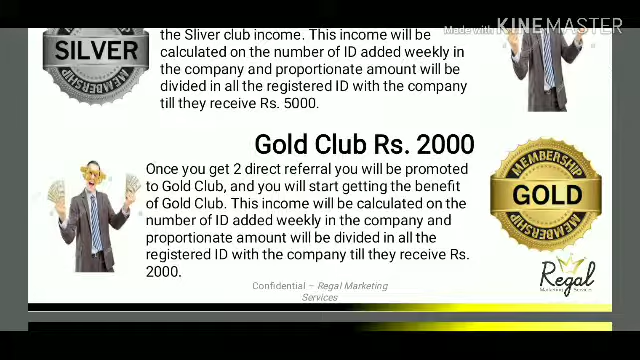 the Sliver club income. This income will be
calculated on the number of ID added weekly in
the company and proportionate amount will be
divided in all the registered ID with the company
till they receive Rs. 5000.
SILVER
MEMBERSHIP
Made with KINEMASTER
Gold Club Rs. 2000
Once you get 2 direct referral you will be promoted
to Gold Club, and you will start getting the benefit
of Gold Club. This income will be calculated on the
number of ID added weekly in the company and
proportionate amount will be divided in all the
registered ID with the company till they receive Rs.
2000.
MEMBERSHIP
GOLD
MEMBERSHIP
Regal
Marketing Services
Confidential – Regal Marketing
Services